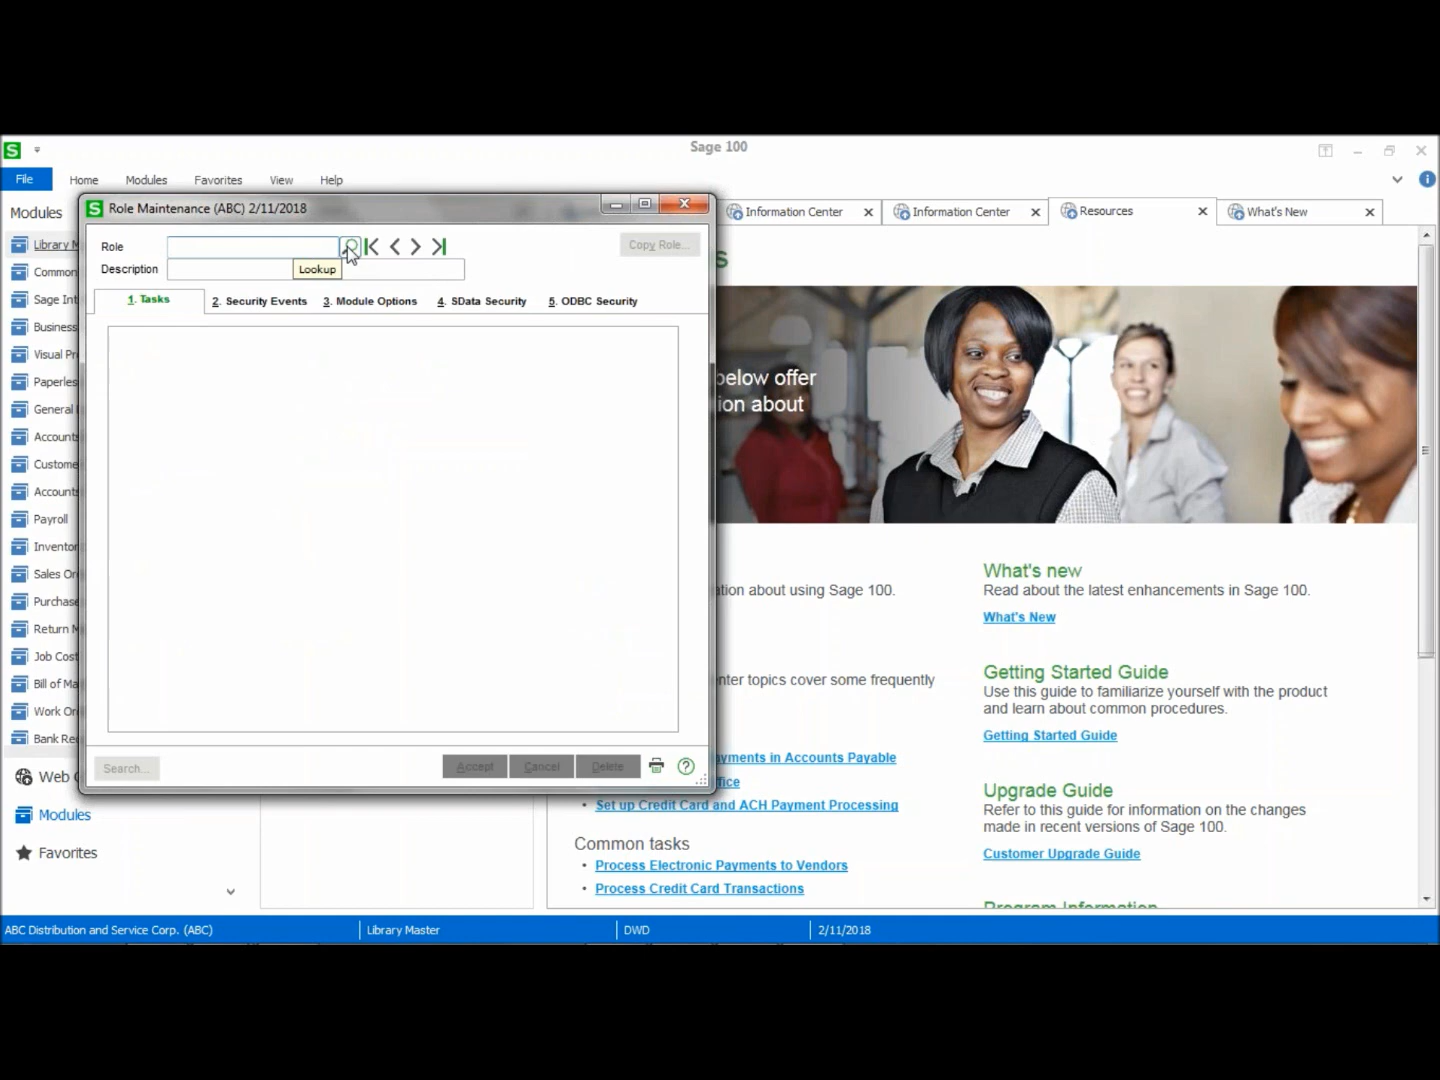 Sage 100
File Home Modules Favorites View Help
Modules
Role Maintenance (ABC) 2/11/2018
Information Center
Information Center
Resources
What's New
Role
Copy Role...
Description
Lookup
1. Tasks
2. Security Events
3. Module Options
4. SData Security
5. ODBC Security
Library M
Common
Sage Int
Business
Visual Pr
Paperles
General
Accounts
Custome
Accounts
Payroll
Inventor
Sales Or
Purchase
Return M
Job Cost
Bill of Ma
Work Or
Bank Rec
Search...
Accept
Cancel
Delete
Web
Modules
Favorites
s
below offer
ion about
ation about using Sage 100.
nter topics cover some frequently
yments in Accounts Payable
ffice
• Set up Credit Card and ACH Payment Processing
Common tasks
• Process Electronic Payments to Vendors
• Process Credit Card Transactions
What's new
Read about the latest enhancements in Sage 100.
What's New
Getting Started Guide
Use this guide to familiarize yourself with the product
and learn about common procedures.
Getting Started Guide
Upgrade Guide
Refer to this guide for information on the changes
made in recent versions of Sage 100.
Customer Upgrade Guide
Program Information
ABC Distribution and Service Corp. (ABC)
Library Master
DWD
2/11/2018